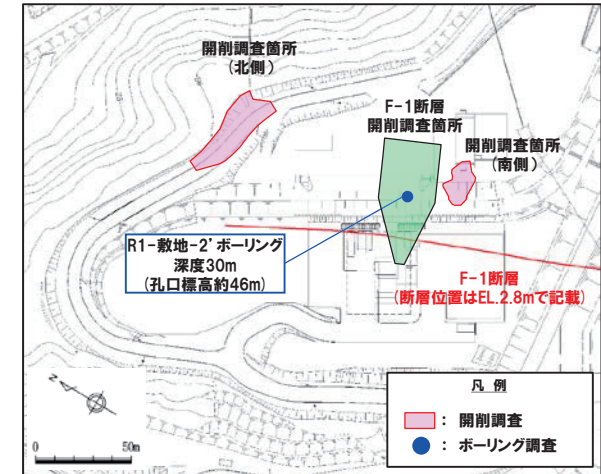 開削調査箇所
(北側)
F-1断層
開削調査箇所
開削調査箇所
(南側)
R1-敷地-2’ボーリング
深度30m
(孔口標高約46m)
F-1断層
(断層位置はEL.2.8mで記載)
凡 例
: 開削調査
: ボーリング調査
N
0 50m